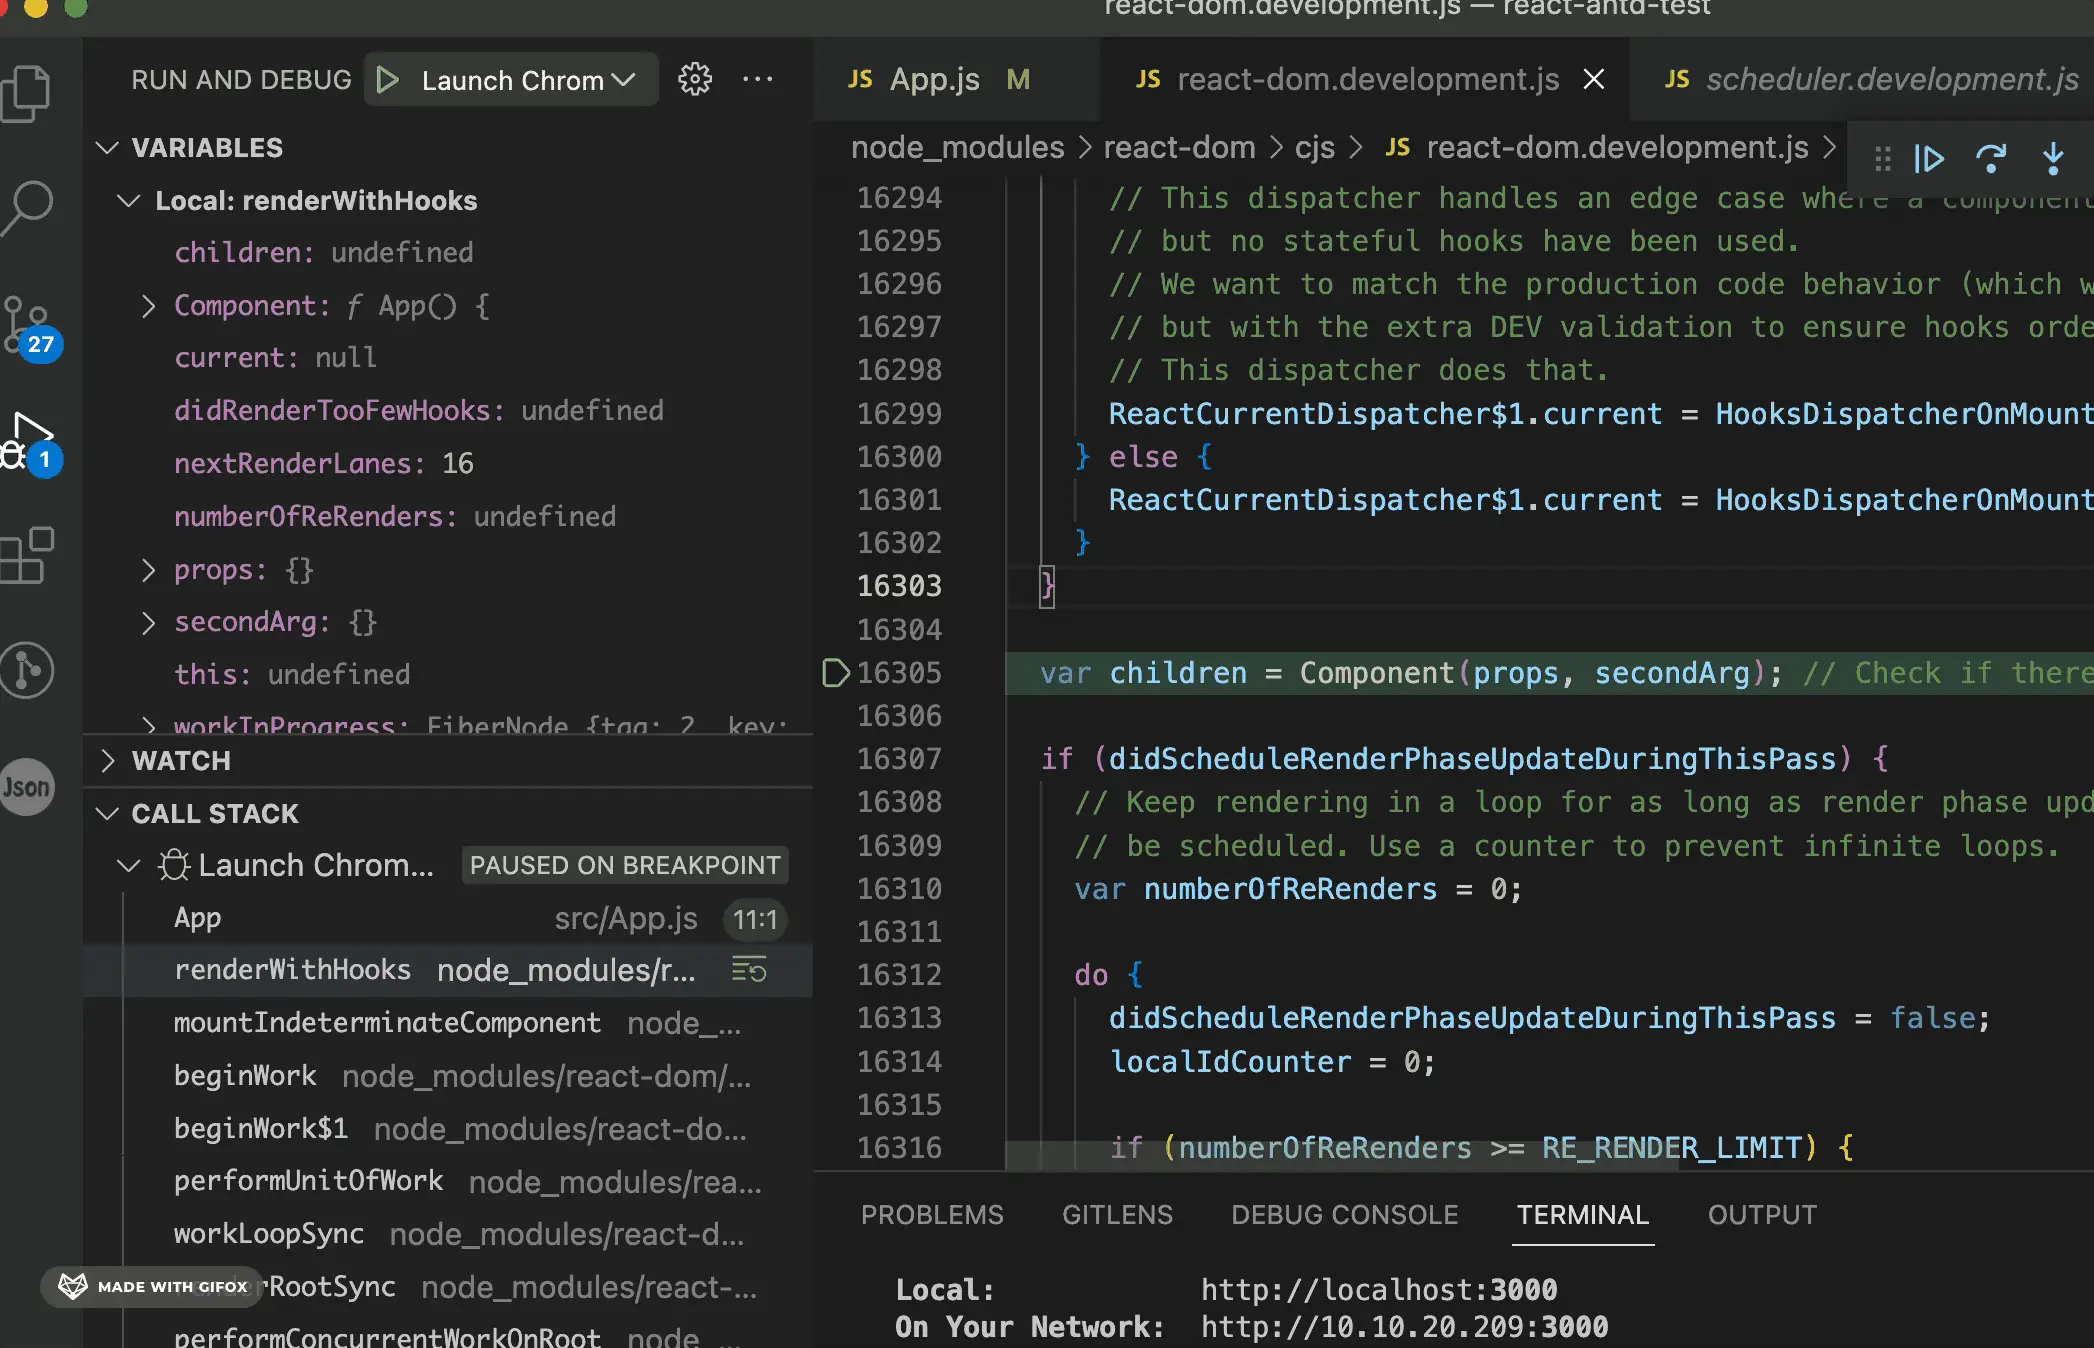 react-dom.development.js — react-antd-test
RUN AND DEBUG
Launch Chrom
VARIABLES
Local: renderWithHooks
children: undefined
Component: ƒ App() {
current: null
didRenderTooFewHooks: undefined
nextRenderLanes: 16
numberOfReRenders: undefined
props: {}
secondArg: {}
this: undefined
workInProgress: FiberNode {tag: 2, key:
WATCH
CALL STACK
Launch Chrom... PAUSED ON BREAKPOINT
App src/App.js 11:1
renderWithHooks node_modules/r...
mountIndeterminateComponent node_...
beginWork node_modules/react-dom/...
beginWork$1 node_modules/react-do...
performUnitOfWork node_modules/rea...
workLoopSync node_modules/react-d...
RootSync node_modules/react-...
performConcurrentWorkOnRoot node
27
1
Json
MADE WITH GIFOX
JS App.js M
JS react-dom.development.js
JS scheduler.development.js
node_modules > react-dom > cjs > JS react-dom.development.js >
16294 // This dispatcher handles an edge case where a component
16295 // but no stateful hooks have been used.
16296 // We want to match the production code behavior (which w
16297 // but with the extra DEV validation to ensure hooks orde
16298 // This dispatcher does that.
16299 ReactCurrentDispatcher$1.current = HooksDispatcherOnMount
16300 } else {
16301 ReactCurrentDispatcher$1.current = HooksDispatcherOnMount
16302 }
16303 }
16304
16305 var children = Component(props, secondArg); // Check if there
16306
16307 if (didScheduleRenderPhaseUpdateDuringThisPass) {
16308 // Keep rendering in a loop for as long as render phase upd
16309 // be scheduled. Use a counter to prevent infinite loops.
16310 var numberOfReRenders = 0;
16311
16312 do {
16313 didScheduleRenderPhaseUpdateDuringThisPass = false;
16314 localIdCounter = 0;
16315
16316 if (numberOfReRenders >= RE_RENDER_LIMIT) {
PROBLEMS GITLENS DEBUG CONSOLE TERMINAL OUTPUT
Local: http://localhost:3000
On Your Network: http://10.10.20.209:3000